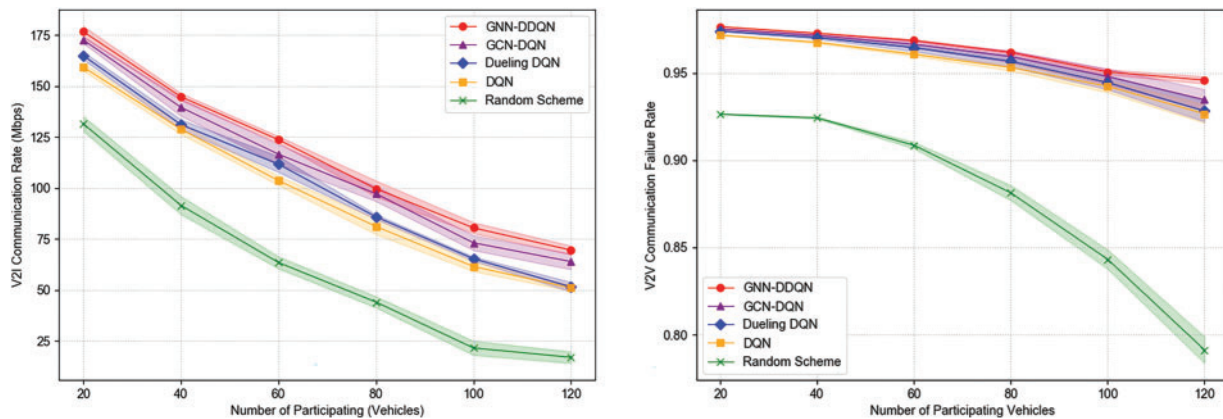 175
150
125
100
75
50
25
V2I Communication Rate (Mbps)
GNN-DDQN
GCN-DQN
Dueling DQN
DQN
Random Scheme
20 40 60 80 100 120
Number of Participating (Vehicles)
0.95
0.90
0.85
0.80
V2V Communication Failure Rate
GNN-DDQN
GCN-DQN
Dueling DQN
DQN
Random Scheme
20 40 60 80 100 120
Number of Participating Vehicles